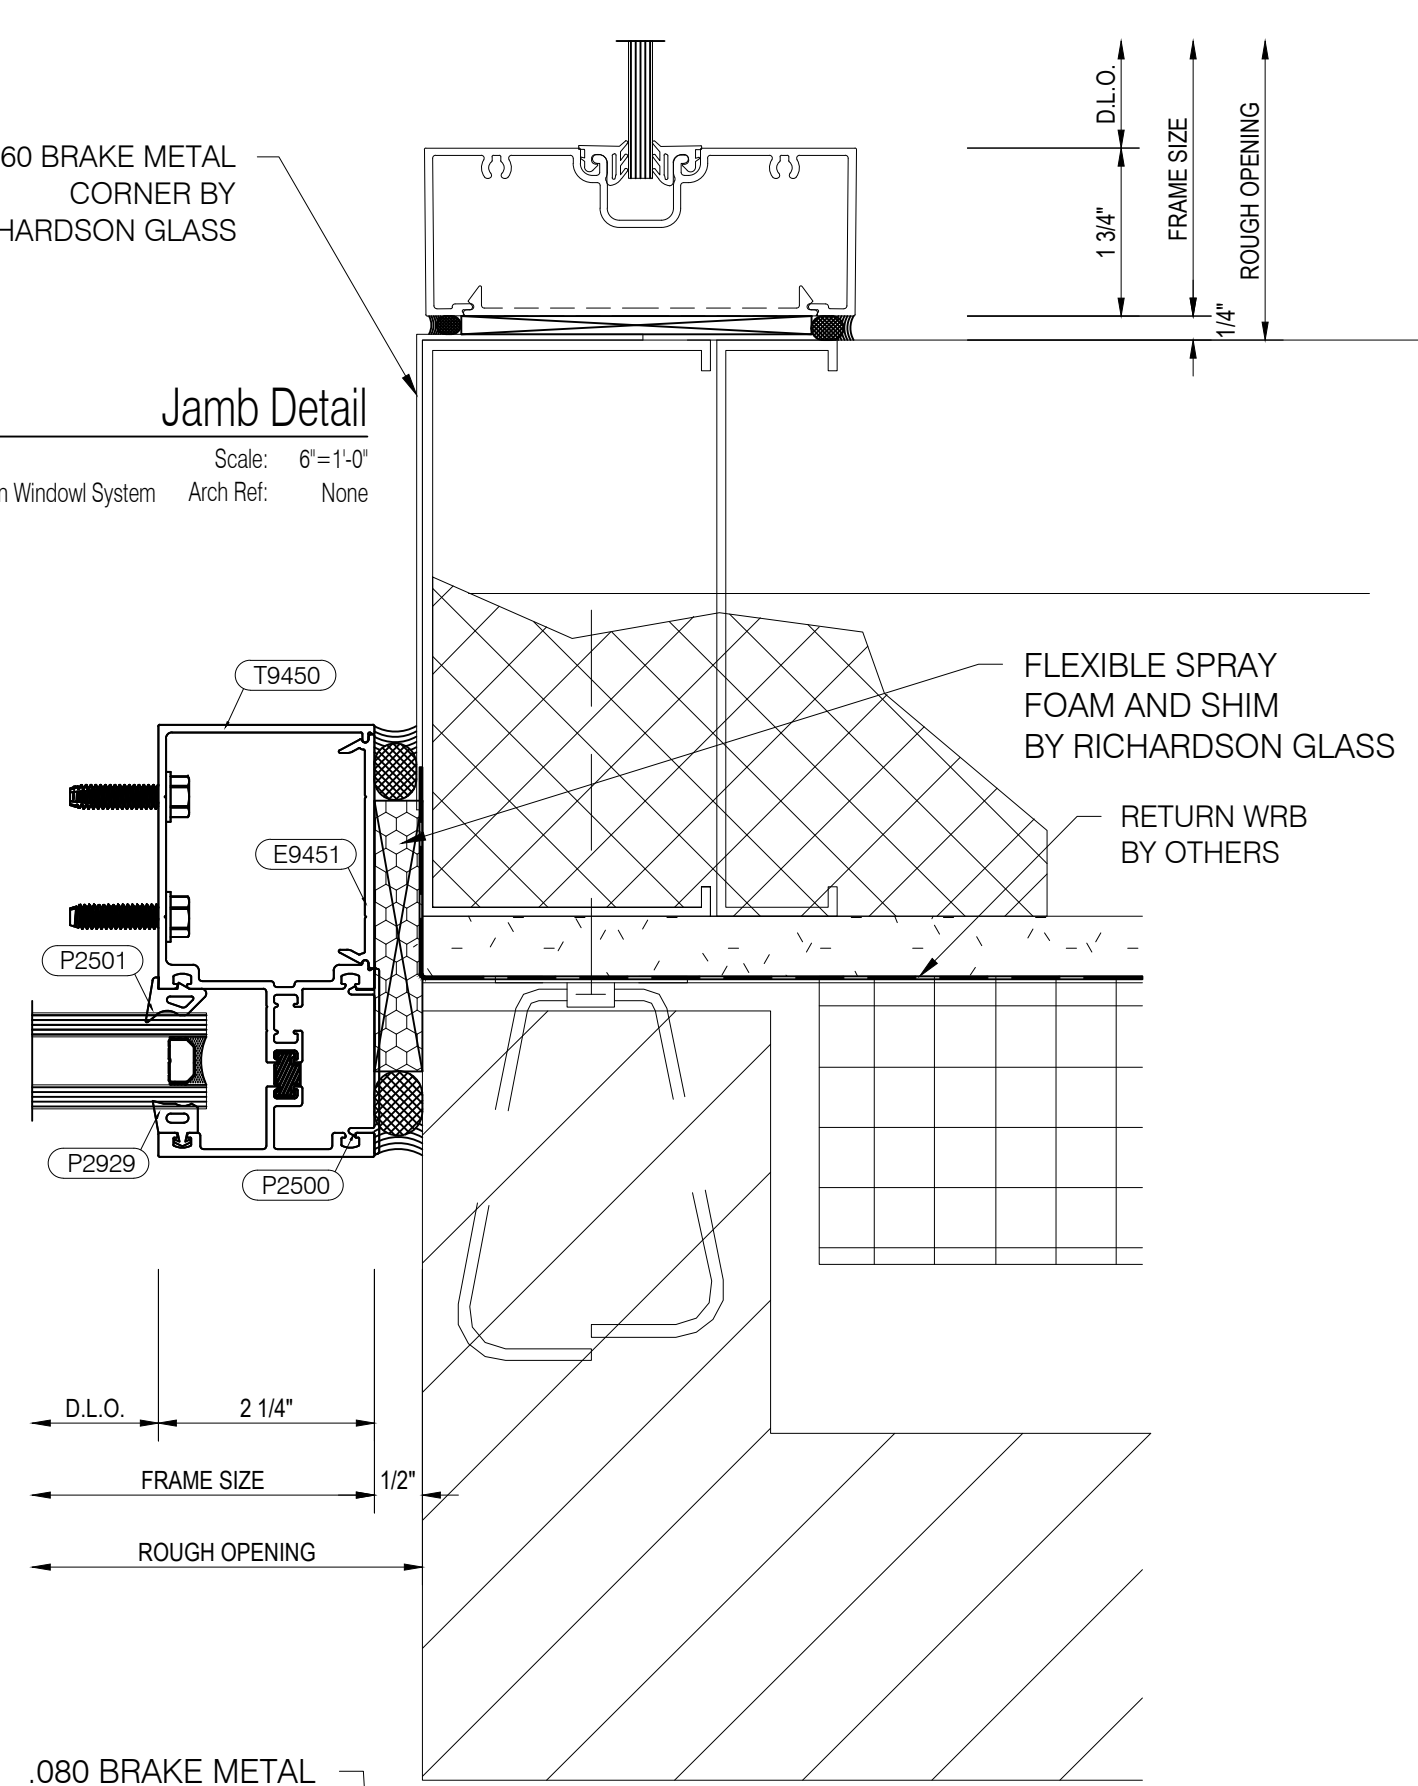 60 BRAKE METAL
CORNER BY
HARDSON GLASS
D.L.O.
1 3/4"
FRAME SIZE
ROUGH OPENING
1/4"
Jamb Detail
Scale: 6"=1'-0"
n Windowl System Arch Ref: None
T9450
FLEXIBLE SPRAY
FOAM AND SHIM
BY RICHARDSON GLASS
RETURN WRB
BY OTHERS
E9451
P2501
P2929
P2500
D.L.O.
2 1/4"
FRAME SIZE
1/2"
ROUGH OPENING
.080 BRAKE METAL